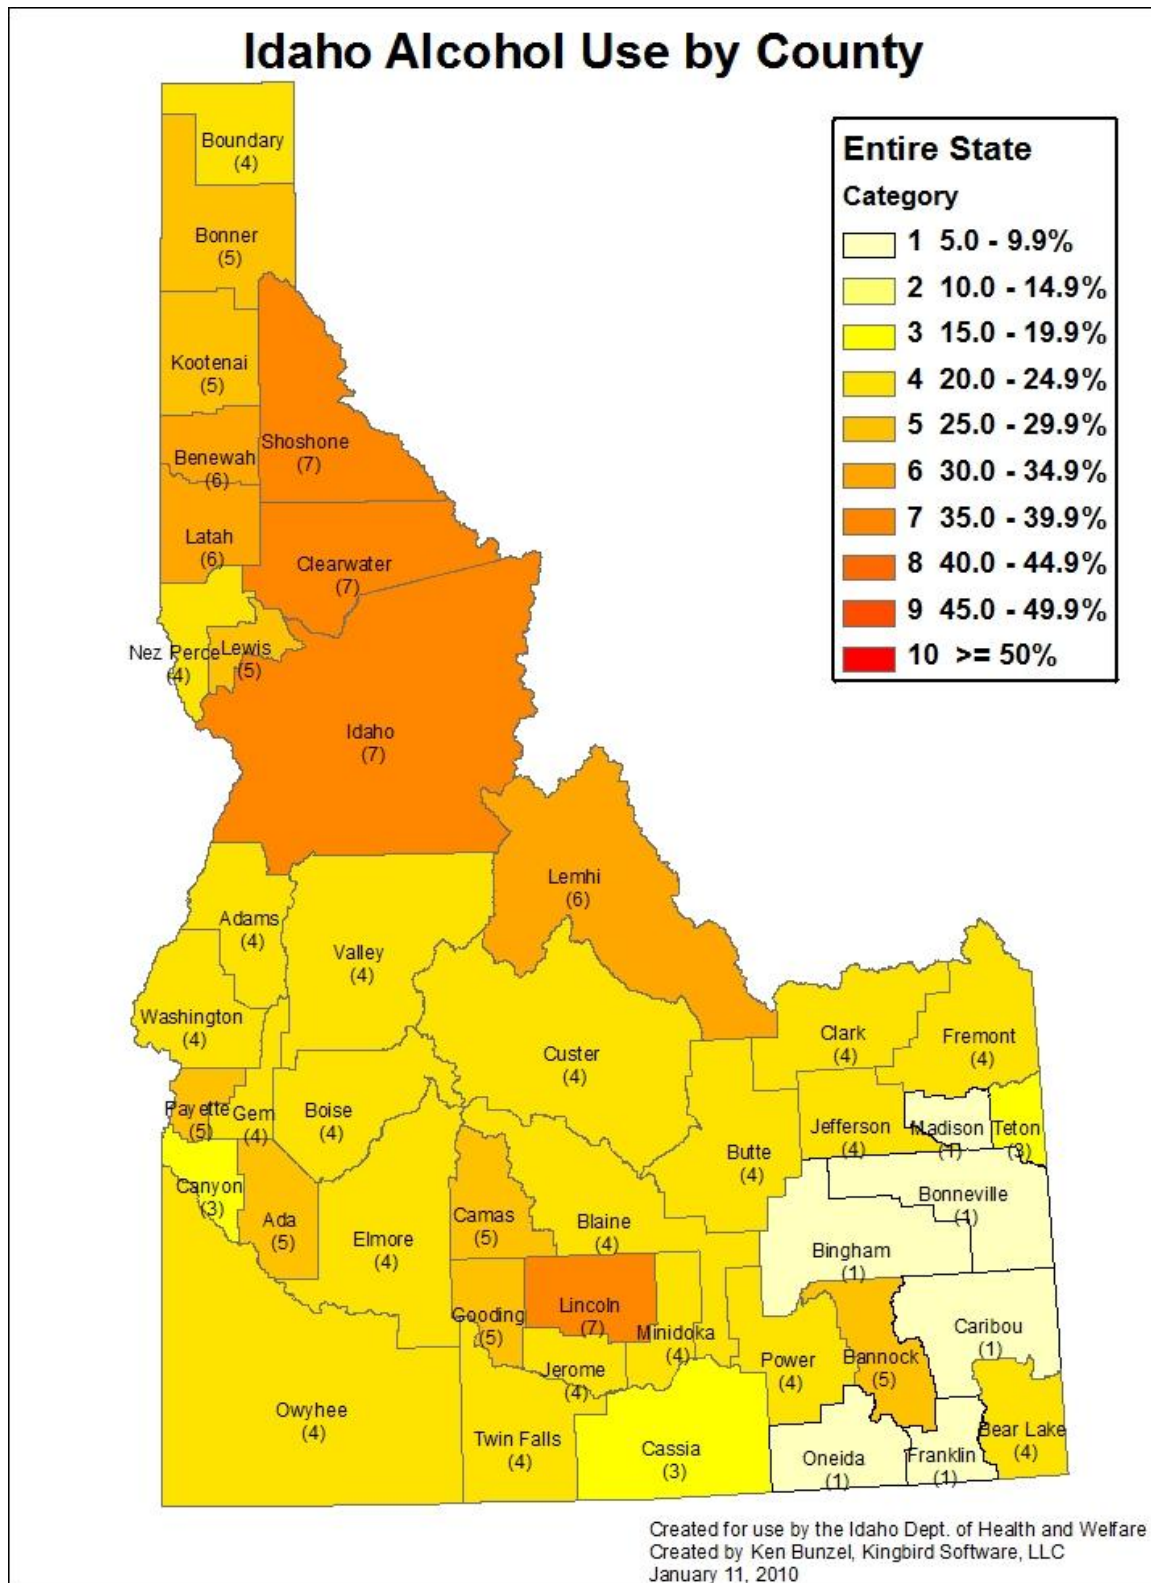 Idaho Alcohol Use by County
Entire State
Category
1 5.0 - 9.9%
2 10.0 - 14.9%
3 15.0 - 19.9%
4 20.0 - 24.9%
5 25.0 - 29.9%
6 30.0 - 34.9%
7 35.0 - 39.9%
8 40.0 - 44.9%
9 45.0 - 49.9%
10 >= 50%
Boundary
(4)
Bonner
(5)
Kootenai
(5)
Shoshone
(7)
Benewah
(6)
Latah
(6)
Clearwater
(7)
Nez Perce
(4)
Lewis
(5)
Idaho
(7)
Lemhi
(6)
Adams
(4)
Valley
(4)
Washington
(4)
Custer
(4)
Clark
(4)
Fremont
(4)
Payette
(5)
Gem
(4)
Boise
(4)
Butte
(4)
Jefferson
(4)
Madison
(1)
Teton
(3)
Canyon
(3)
Ada
(5)
Elmore
(4)
Camas
(5)
Blaine
(4)
Bonneville
(1)
Bingham
(1)
Gooding
(5)
Lincoln
(7)
Minidoka
(4)
Jerome
(4)
Power
(4)
Bannock
(5)
Caribou
(1)
Owyhee
(4)
Twin Falls
(4)
Cassia
(3)
Oneida
(1)
Franklin
(1)
Bear Lake
(4)
Created for use by the Idaho Dept. of Health and Welfare
Created by Ken Bunzel, Kingbird Software, LLC
January 11, 2010